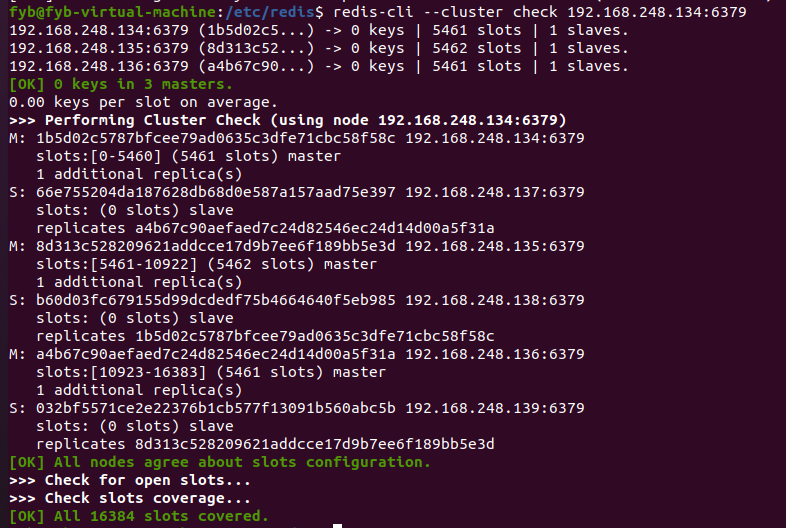 fyb@fyb-virtual-machine:/etc/redis$ redis-cli --cluster check 192.168.248.134:6379
192.168.248.134:6379 (1b5d02c5...) -> 0 keys | 5461 slots | 1 slaves.
192.168.248.135:6379 (8d313c52...) -> 0 keys | 5462 slots | 1 slaves.
192.168.248.136:6379 (a4b67c90...) -> 0 keys | 5461 slots | 1 slaves.
[OK] 0 keys in 3 masters.
0.00 keys per slot on average.
>>> Performing Cluster Check (using node 192.168.248.134:6379)
M: 1b5d02c5787bfcee79ad0635c3dfe71cbc58f58c 192.168.248.134:6379
   slots:[0-5460] (5461 slots) master
   1 additional replica(s)
S: 66e755204da187628db68d0e587a157aad75e397 192.168.248.137:6379
   slots: (0 slots) slave
   replicates a4b67c90aefaed7c24d82546ec24d14d00a5f31a
M: 8d313c528209621addcce17d9b7ee6f189bb5e3d 192.168.248.135:6379
   slots:[5461-10922] (5462 slots) master
   1 additional replica(s)
S: b60d03fc679155d99dcdedf75b4664640f5eb985 192.168.248.138:6379
   slots: (0 slots) slave
   replicates 1b5d02c5787bfcee79ad0635c3dfe71cbc58f58c
M: a4b67c90aefaed7c24d82546ec24d14d00a5f31a 192.168.248.136:6379
   slots:[10923-16383] (5461 slots) master
   1 additional replica(s)
S: 032bf5571ce2e22376b1cb577f13091b560abc5b 192.168.248.139:6379
   slots: (0 slots) slave
   replicates 8d313c528209621addcce17d9b7ee6f189bb5e3d
[OK] All nodes agree about slots configuration.
>>> Check for open slots...
>>> Check slots coverage...
[OK] All 16384 slots covered.